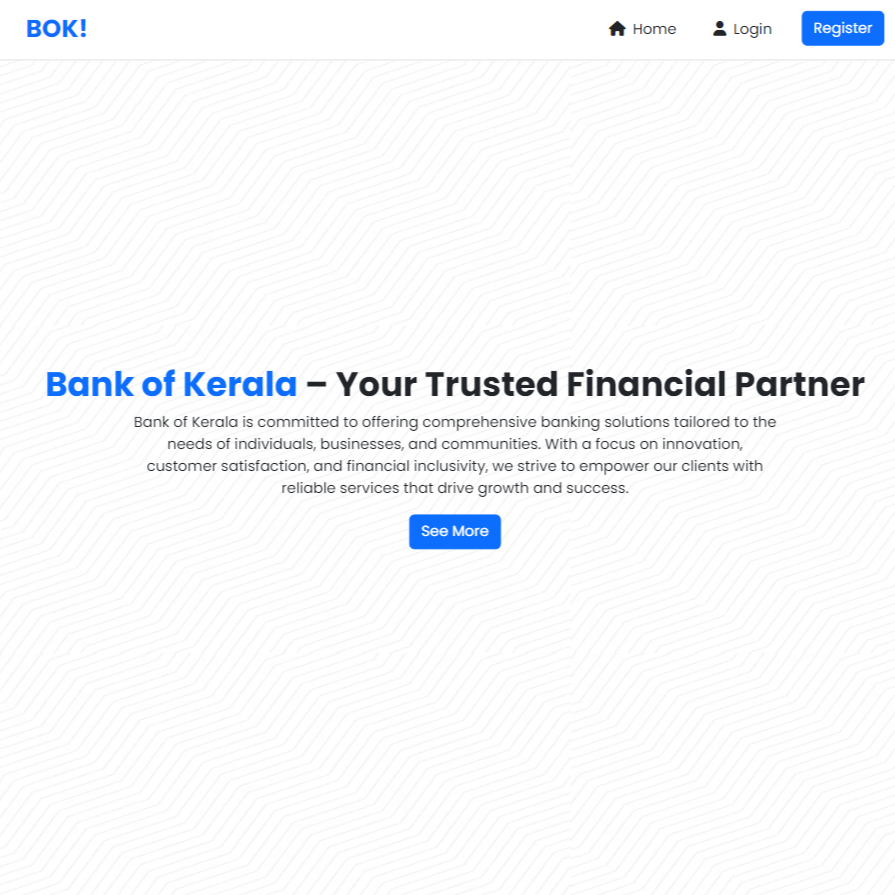 BOK!
Home
Login
Register
Bank of Kerala – Your Trusted Financial Partner
Bank of Kerala is committed to offering comprehensive banking solutions tailored to the
needs of individuals, businesses, and communities. With a focus on innovation,
customer satisfaction, and financial inclusivity, we strive to empower our clients with
reliable services that drive growth and success.
See More